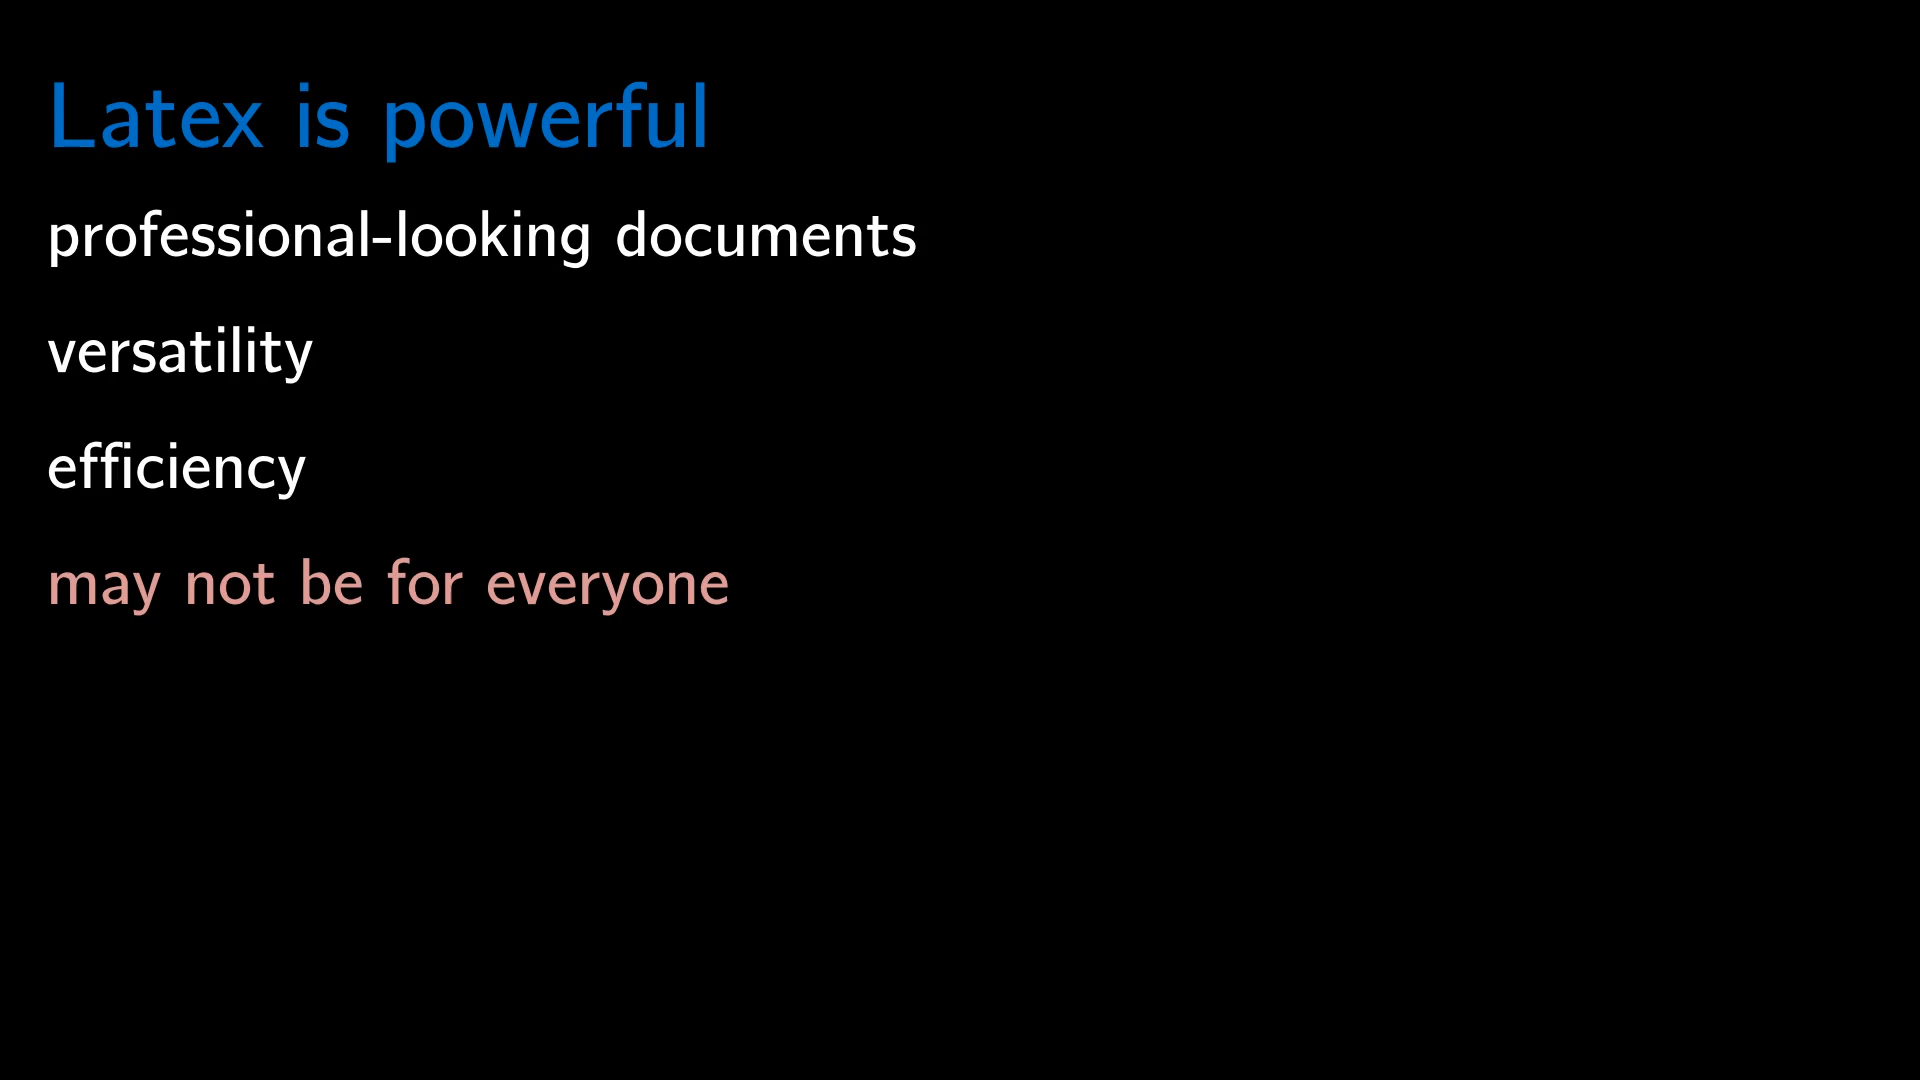 Latex is powerful
professional-looking documents
versatility
efficiency
may not be for everyone